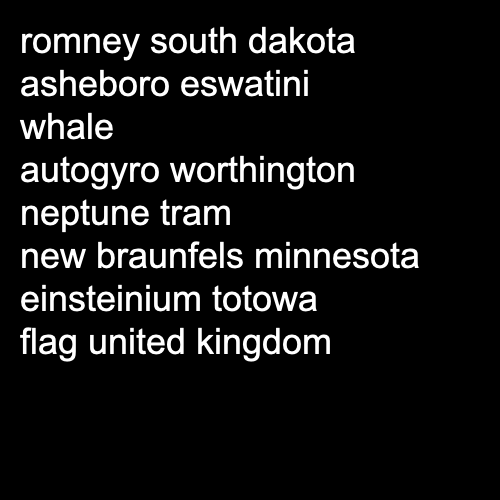 romney south dakota
asheboro eswatini
whale
autogyro worthington
neptune tram
new braunfels minnesota
einsteinium totowa
flag united kingdom